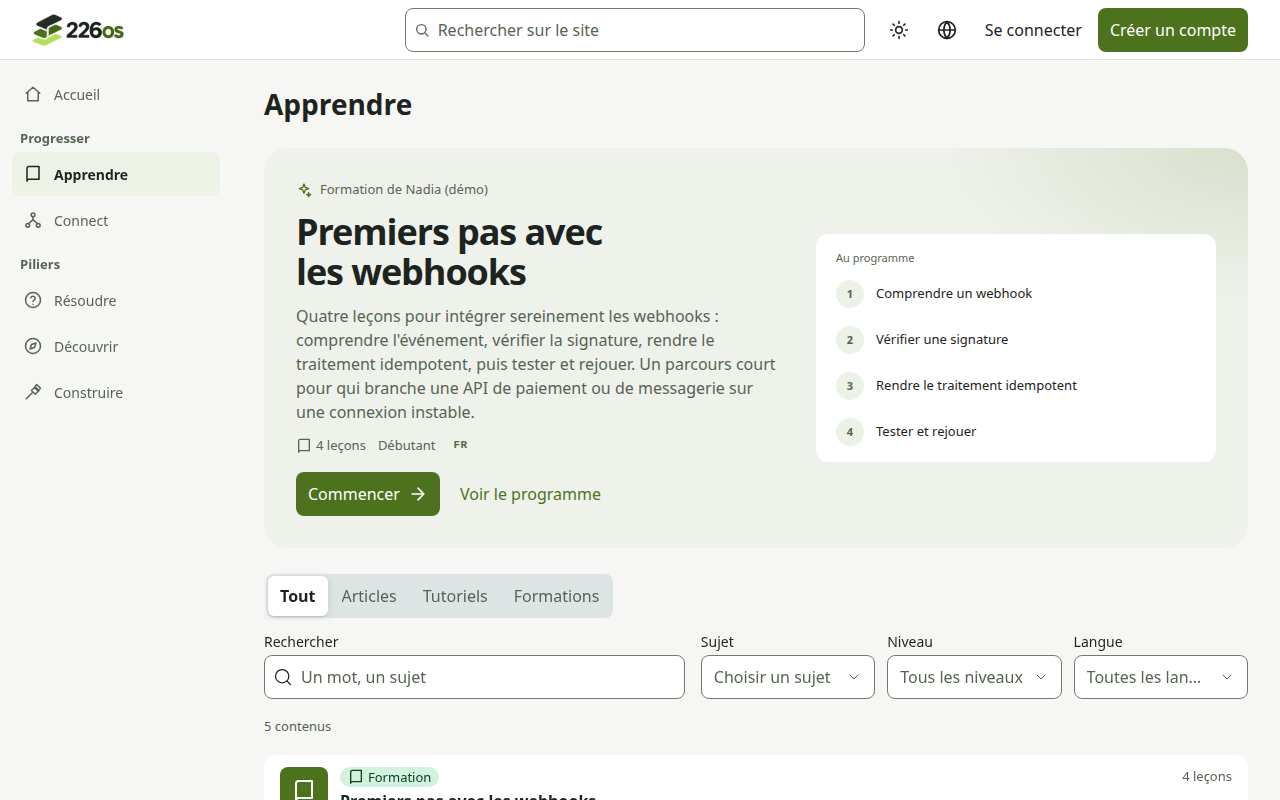 226os
Rechercher sur le site
Se connecter
Créer un compte
Accueil
Progresser
Apprendre
Connect
Piliers
Résoudre
Découvrir
Construire
Apprendre
Formation de Nadia (démo)
Premiers pas avec
les webhooks
Quatre leçons pour intégrer sereinement les webhooks :
comprendre l'événement, vérifier la signature, rendre le
traitement idempotent, puis tester et rejouer. Un parcours court
pour qui branche une API de paiement ou de messagerie sur
une connexion instable.
4 leçons Débutant FR
Commencer
Voir le programme
Au programme
1 Comprendre un webhook
2 Vérifier une signature
3 Rendre le traitement idempotent
4 Tester et rejouer
Tout Articles Tutoriels Formations
Rechercher
Un mot, un sujet
Sujet
Choisir un sujet
Niveau
Tous les niveaux
Langue
Toutes les lan...
5 contenus
Formation
4 leçons
Premiers pas avec les webhooks